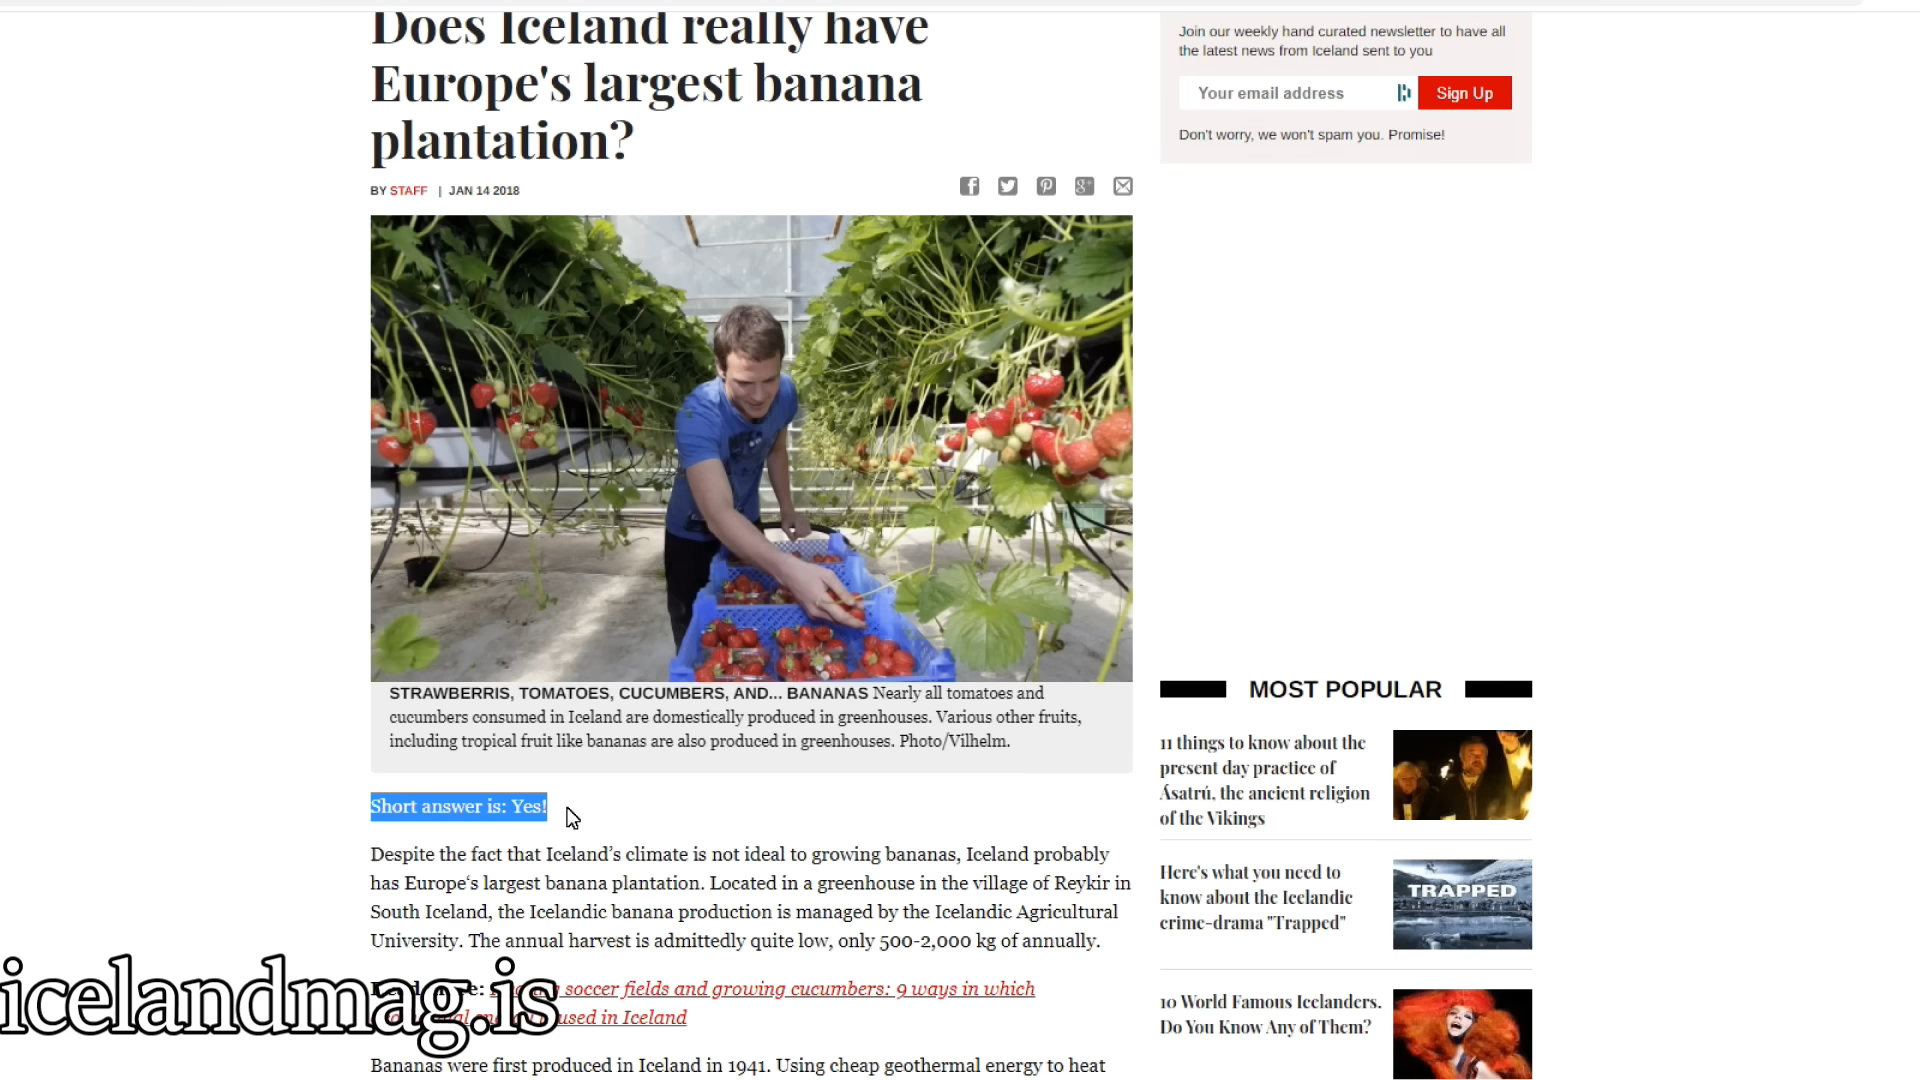 Does Iceland really have
Europe's largest banana
plantation?
BY STAFF | JAN 14 2018
STRAWBERRIS, TOMATOES, CUCUMBERS, AND... BANANAS Nearly all tomatoes and
cucumbers consumed in Iceland are domestically produced in greenhouses. Various other fruits,
including tropical fruit like bananas are also produced in greenhouses. Photo/Vilhelm.
Short answer is: Yes!
Despite the fact that Iceland’s climate is not ideal to growing bananas, Iceland probably
has Europe‘s largest banana plantation. Located in a greenhouse in the village of Reykir in
South Iceland, the Icelandic banana production is managed by the Icelandic Agricultural
University. The annual harvest is admittedly quite low, only 500-2,000 kg of annually.
soccer fields and growing cucumbers: 9 ways in which
used in Iceland
icelandmag.is
Bananas were first produced in Iceland in 1941. Using cheap geothermal energy to heat
Join our weekly hand curated newsletter to have all
the latest news from Iceland sent to you
Your email address
Sign Up
Don't worry, we won't spam you. Promise!
MOST POPULAR
11 things to know about the
present day practice of
Ásatrú, the ancient religion
of the Vikings
Here's what you need to
know about the Icelandic
crime-drama "Trapped"
TRAPPED
10 World Famous Icelanders.
Do You Know Any of Them?